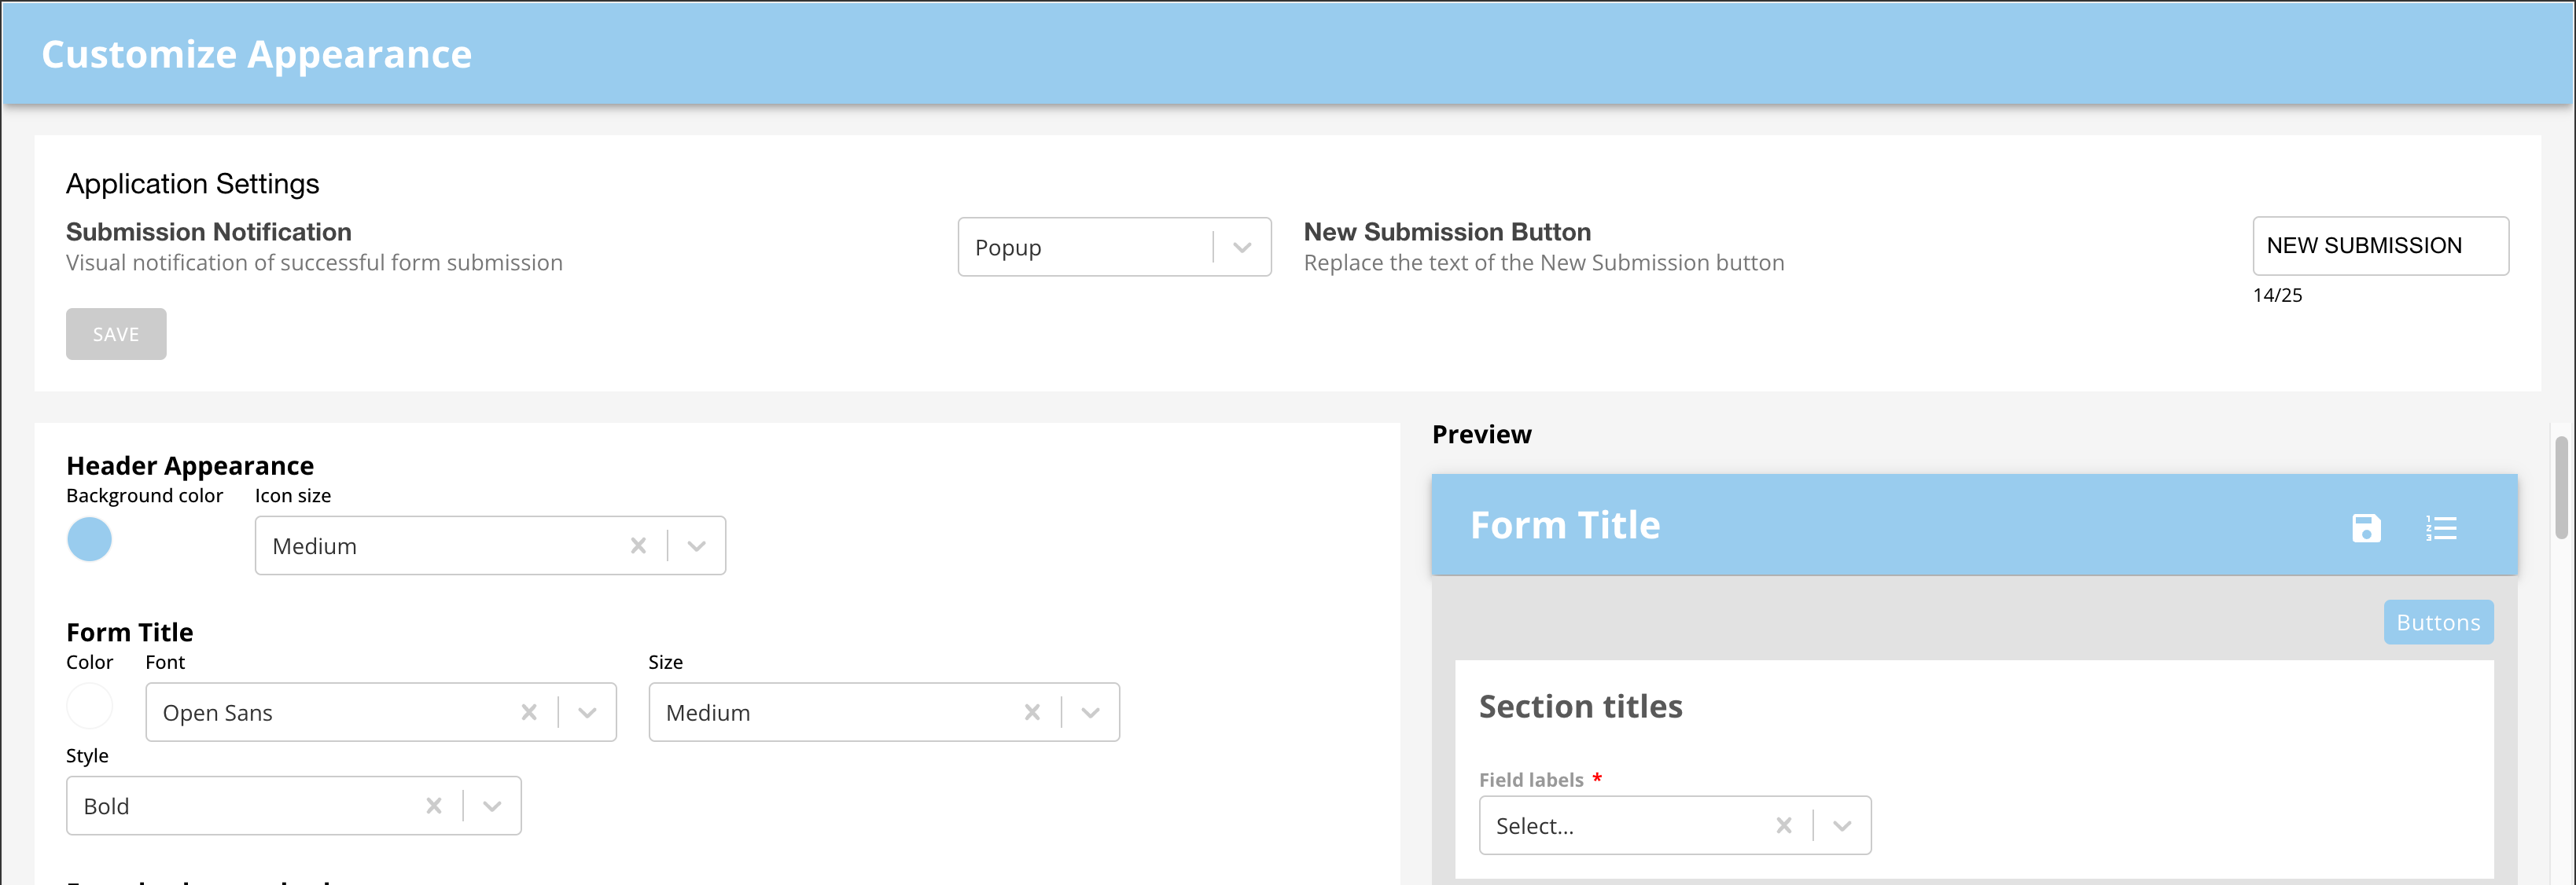 Customize Appearance
Application Settings
Submission Notification
Visual notification of successful form submission
Popup
New Submission Button
Replace the text of the New Submission button
NEW SUBMISSION
14/25
SAVE
Header Appearance
Background color
Icon size
Medium
Form Title
Color
Font
Size
Open Sans
Medium
Style
Bold
Preview
Form Title
Buttons
Section titles
Field labels *
Select...